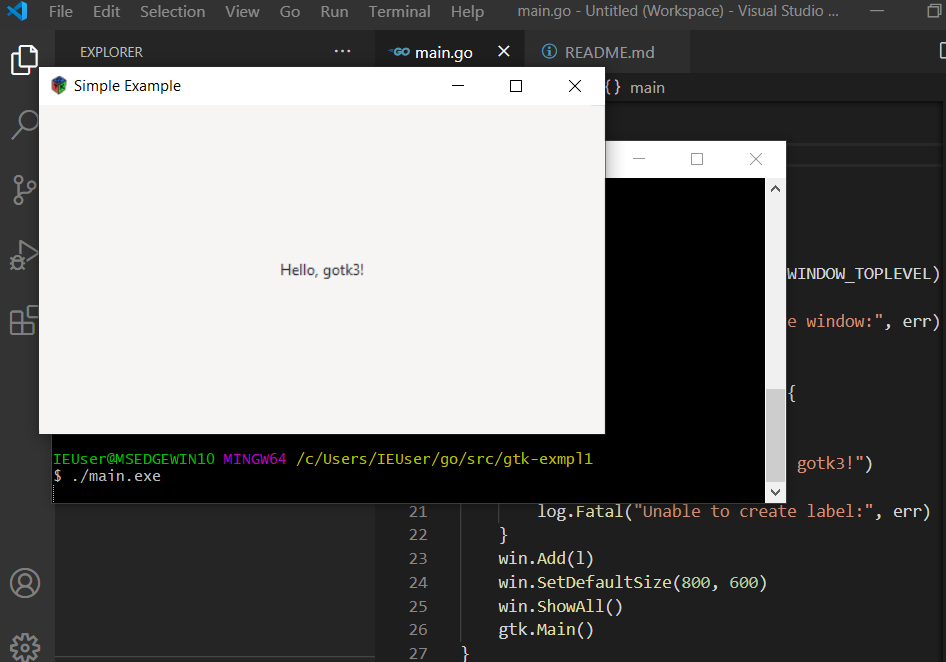 File Edit Selection View Go Run Terminal Help main.go - Untitled (Workspace) - Visual Studio ...
EXPLORER ... GO main.go README.md
{} main
Simple Example
Hello, gotk3!
WINDOW_TOPLEVEL)
e window:", err)
{
gotk3!")
IEUser@MSEDGEWIN10 MINGW64 /c/Users/IEUser/go/src/gtk-exmpl1
$ ./main.exe
21 log.Fatal("Unable to create label:", err)
22 }
23 win.Add(l)
24 win.SetDefaultSize(800, 600)
25 win.ShowAll()
26 gtk.Main()
27 }